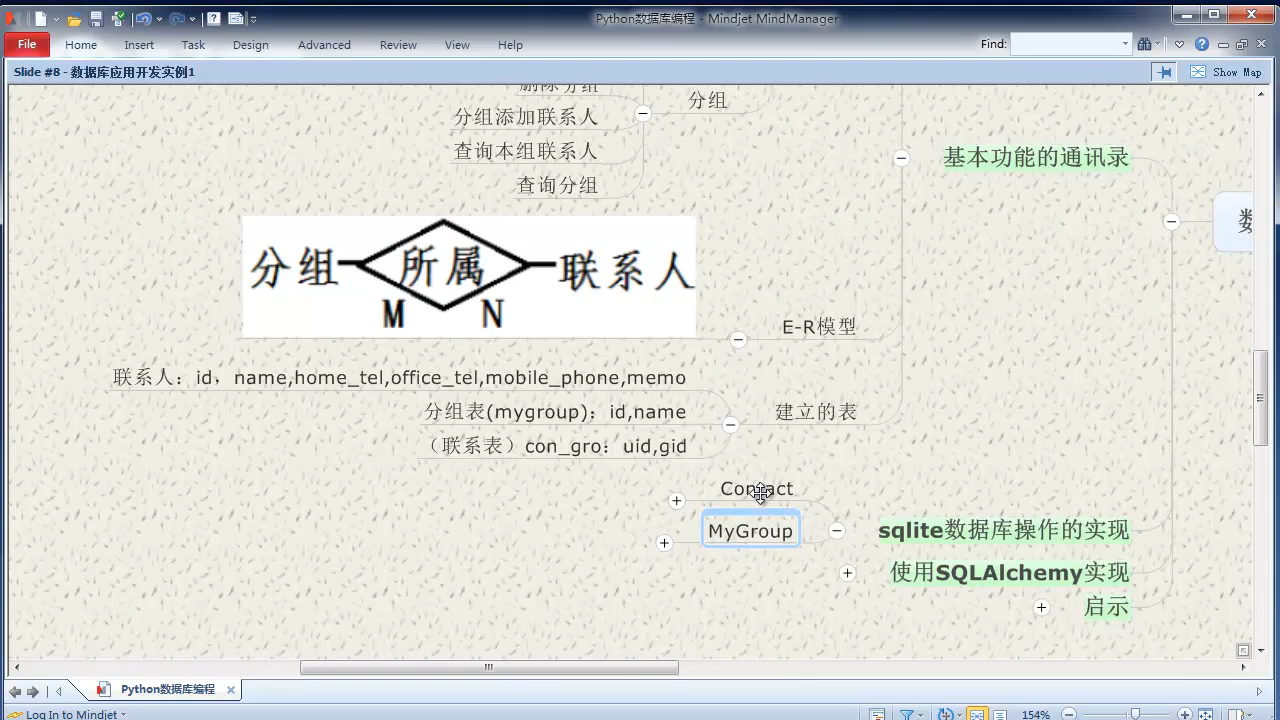 Python数据库编程 - Mindjet MindManager
File Home Insert Task Design Advanced Review View Help Find:
Slide #8 - 数据库应用开发实例1 Show Map
删除分组
分组
分组添加联系人
查询本组联系人
基本功能的通讯录
查询分组
分组 所属 联系人
M N
E-R模型
联系人：id，name,home_tel,office_tel,mobile_phone,memo
分组表(mygroup)：id,name
建立的表
（联系表）con_gro：uid,gid
Contact
MyGroup
sqlite数据库操作的实现
使用SQLAlchemy实现
启示
Python数据库编程
Log In to Mindjet 154%